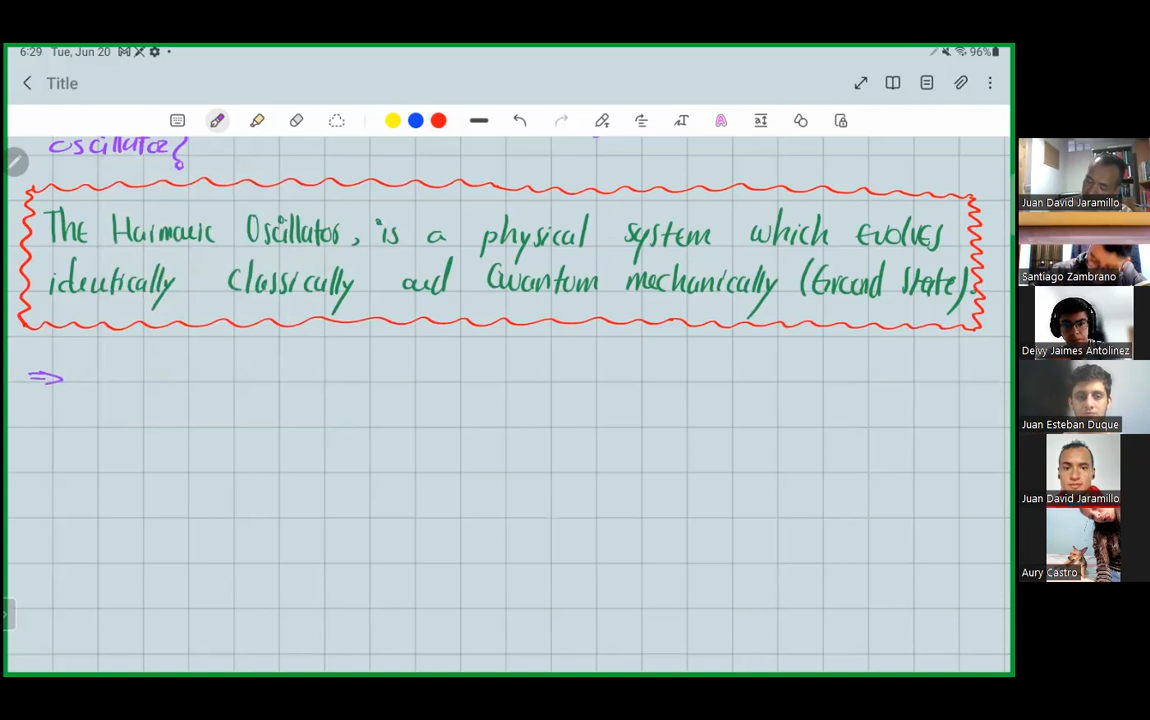 6:29 Tue, Jun 20
96%
Title
oscillator
The Harmonic Oscillator, is a physical system which evolves
identically classically and Quantum mechanically (Ground State).
⇒
Juan David Jaramillo
Santiago Zambrano
Deivy Jaimes Antolinez
Juan Esteban Duque
Juan David Jaramillo
Aury Castro